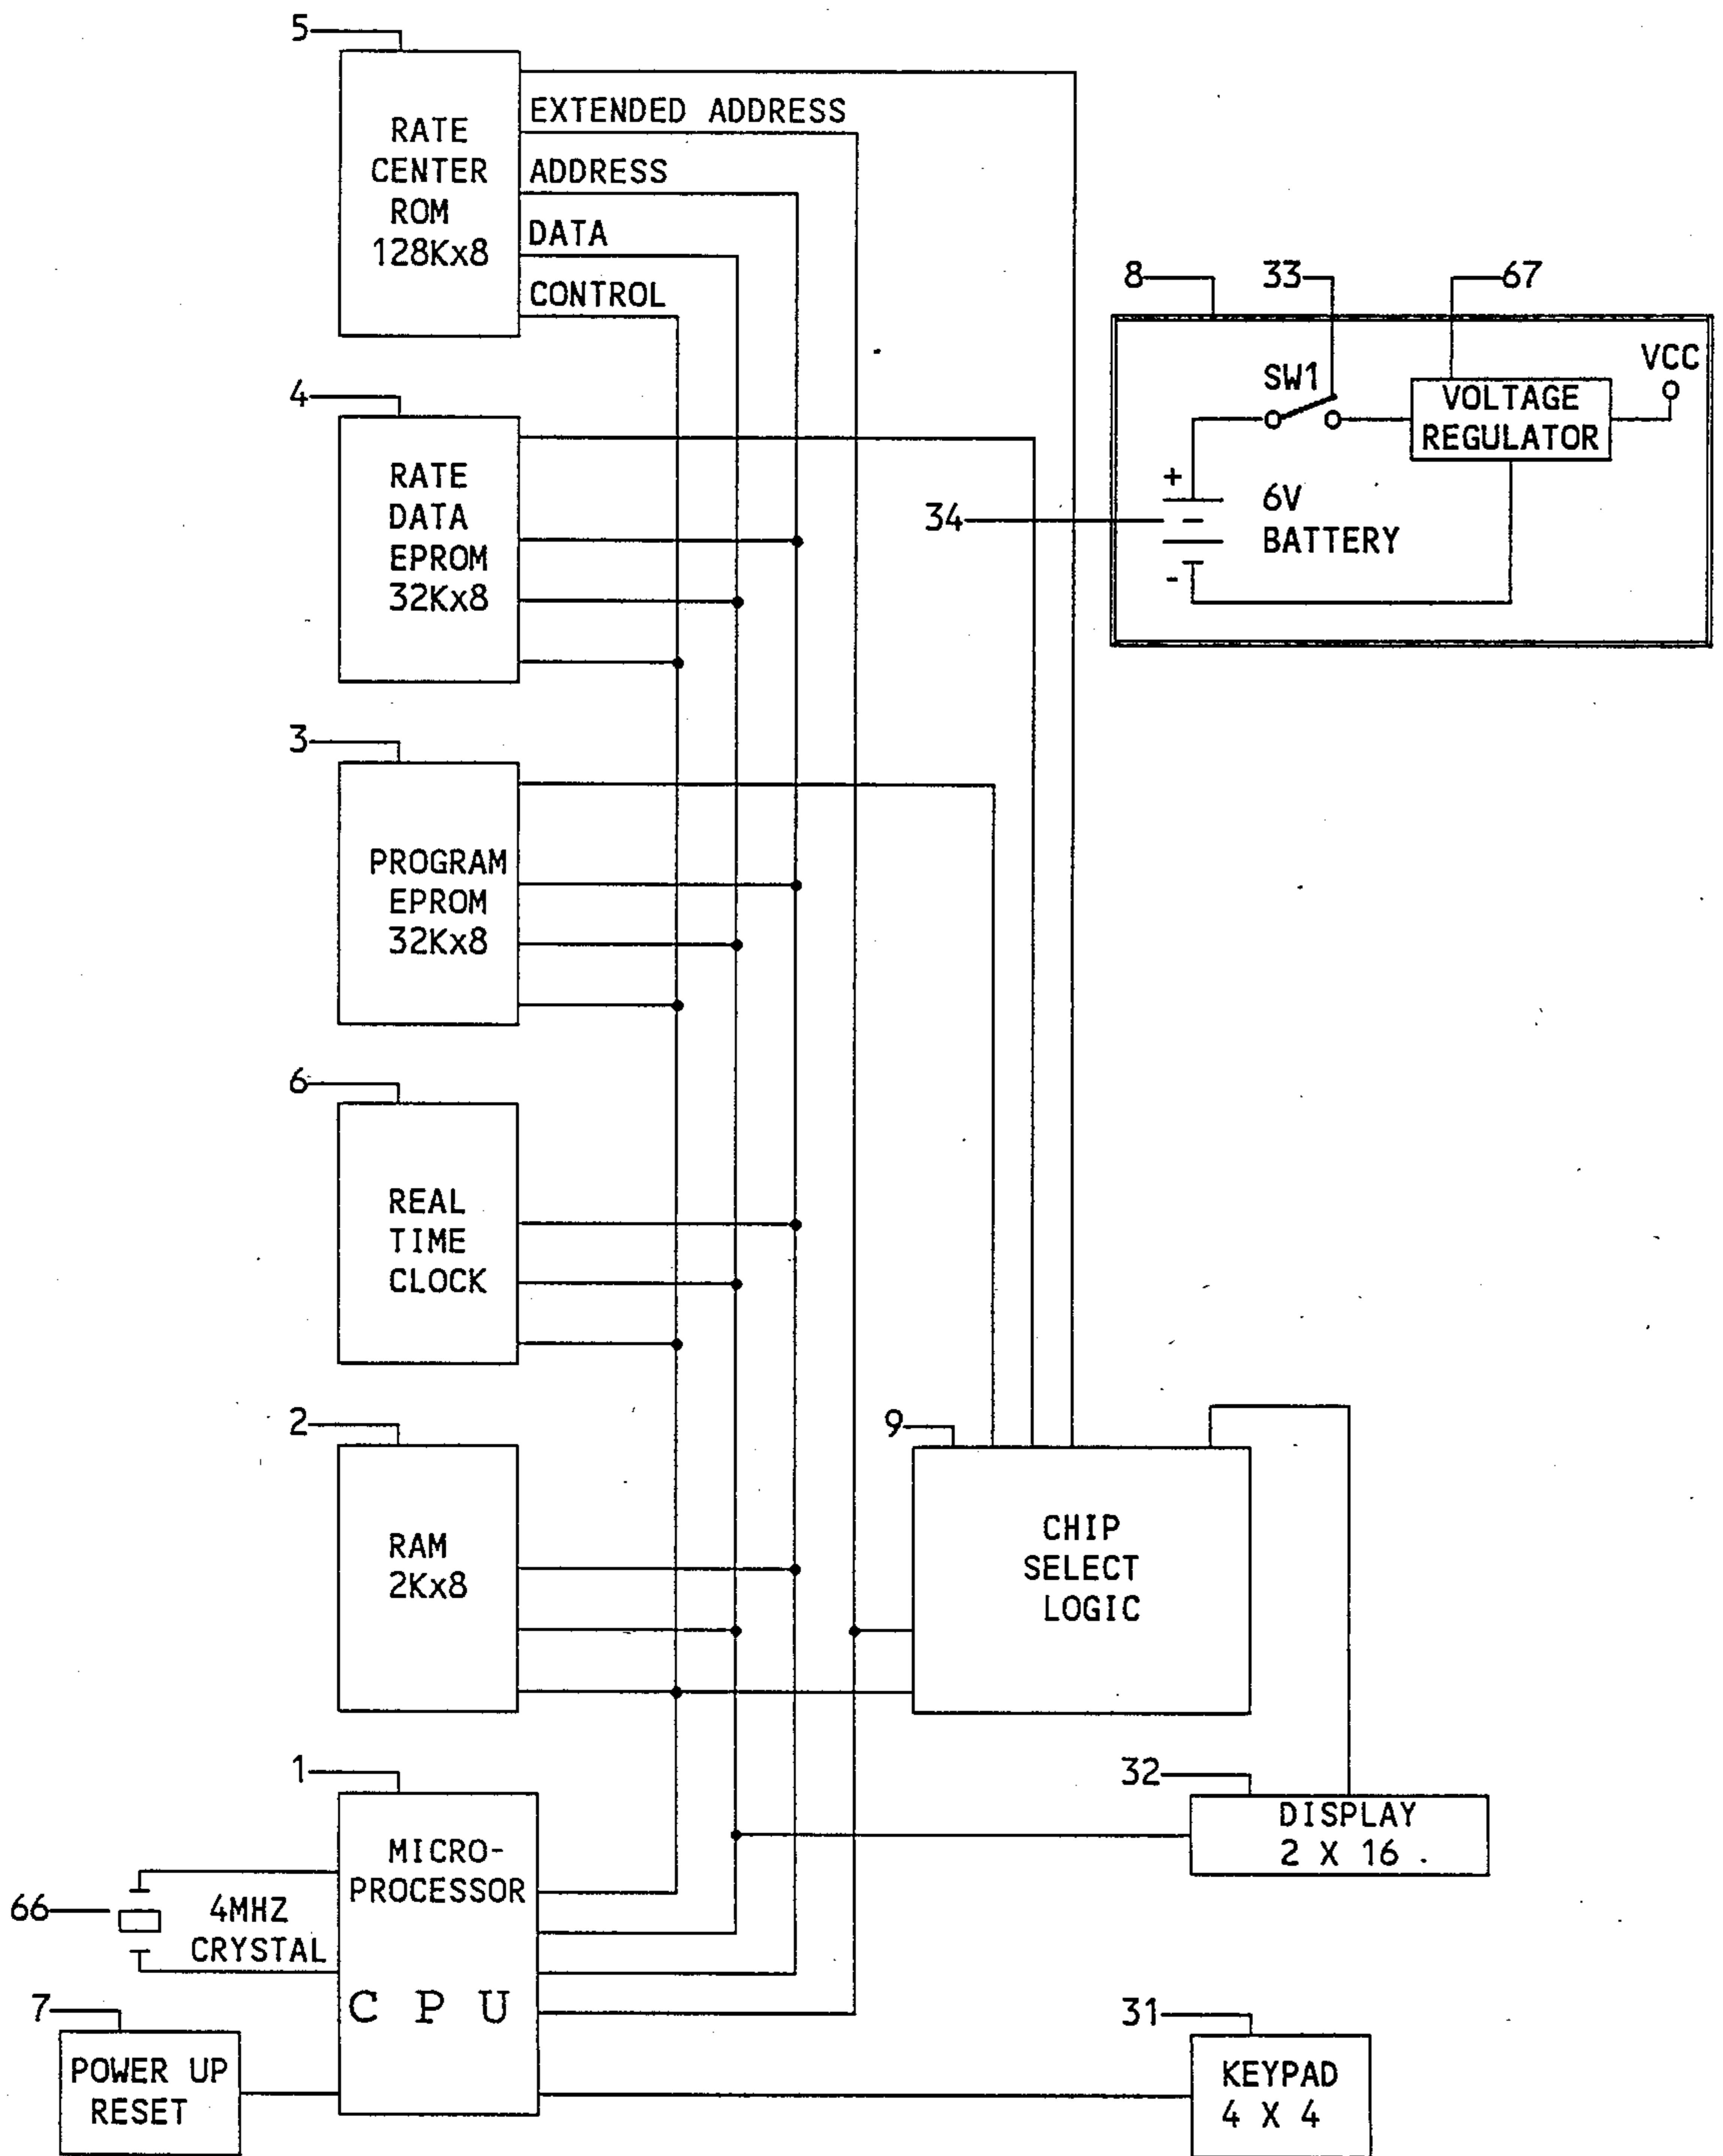 5
RATE
CENTER
ROM
128Kx8
EXTENDED ADDRESS
ADDRESS
DATA
CONTROL
8
33
67
SW1
VOLTAGE
REGULATOR
VCC
+
6V
BATTERY
-
34
4
RATE
DATA
EPROM
32Kx8
3
PROGRAM
EPROM
32Kx8
6
REAL
TIME
CLOCK
2
RAM
2Kx8
9
CHIP
SELECT
LOGIC
1
MICRO-
PROCESSOR
C P U
32
DISPLAY
2 X 16
66
4MHZ
CRYSTAL
7
POWER UP
RESET
31
KEYPAD
4 X 4